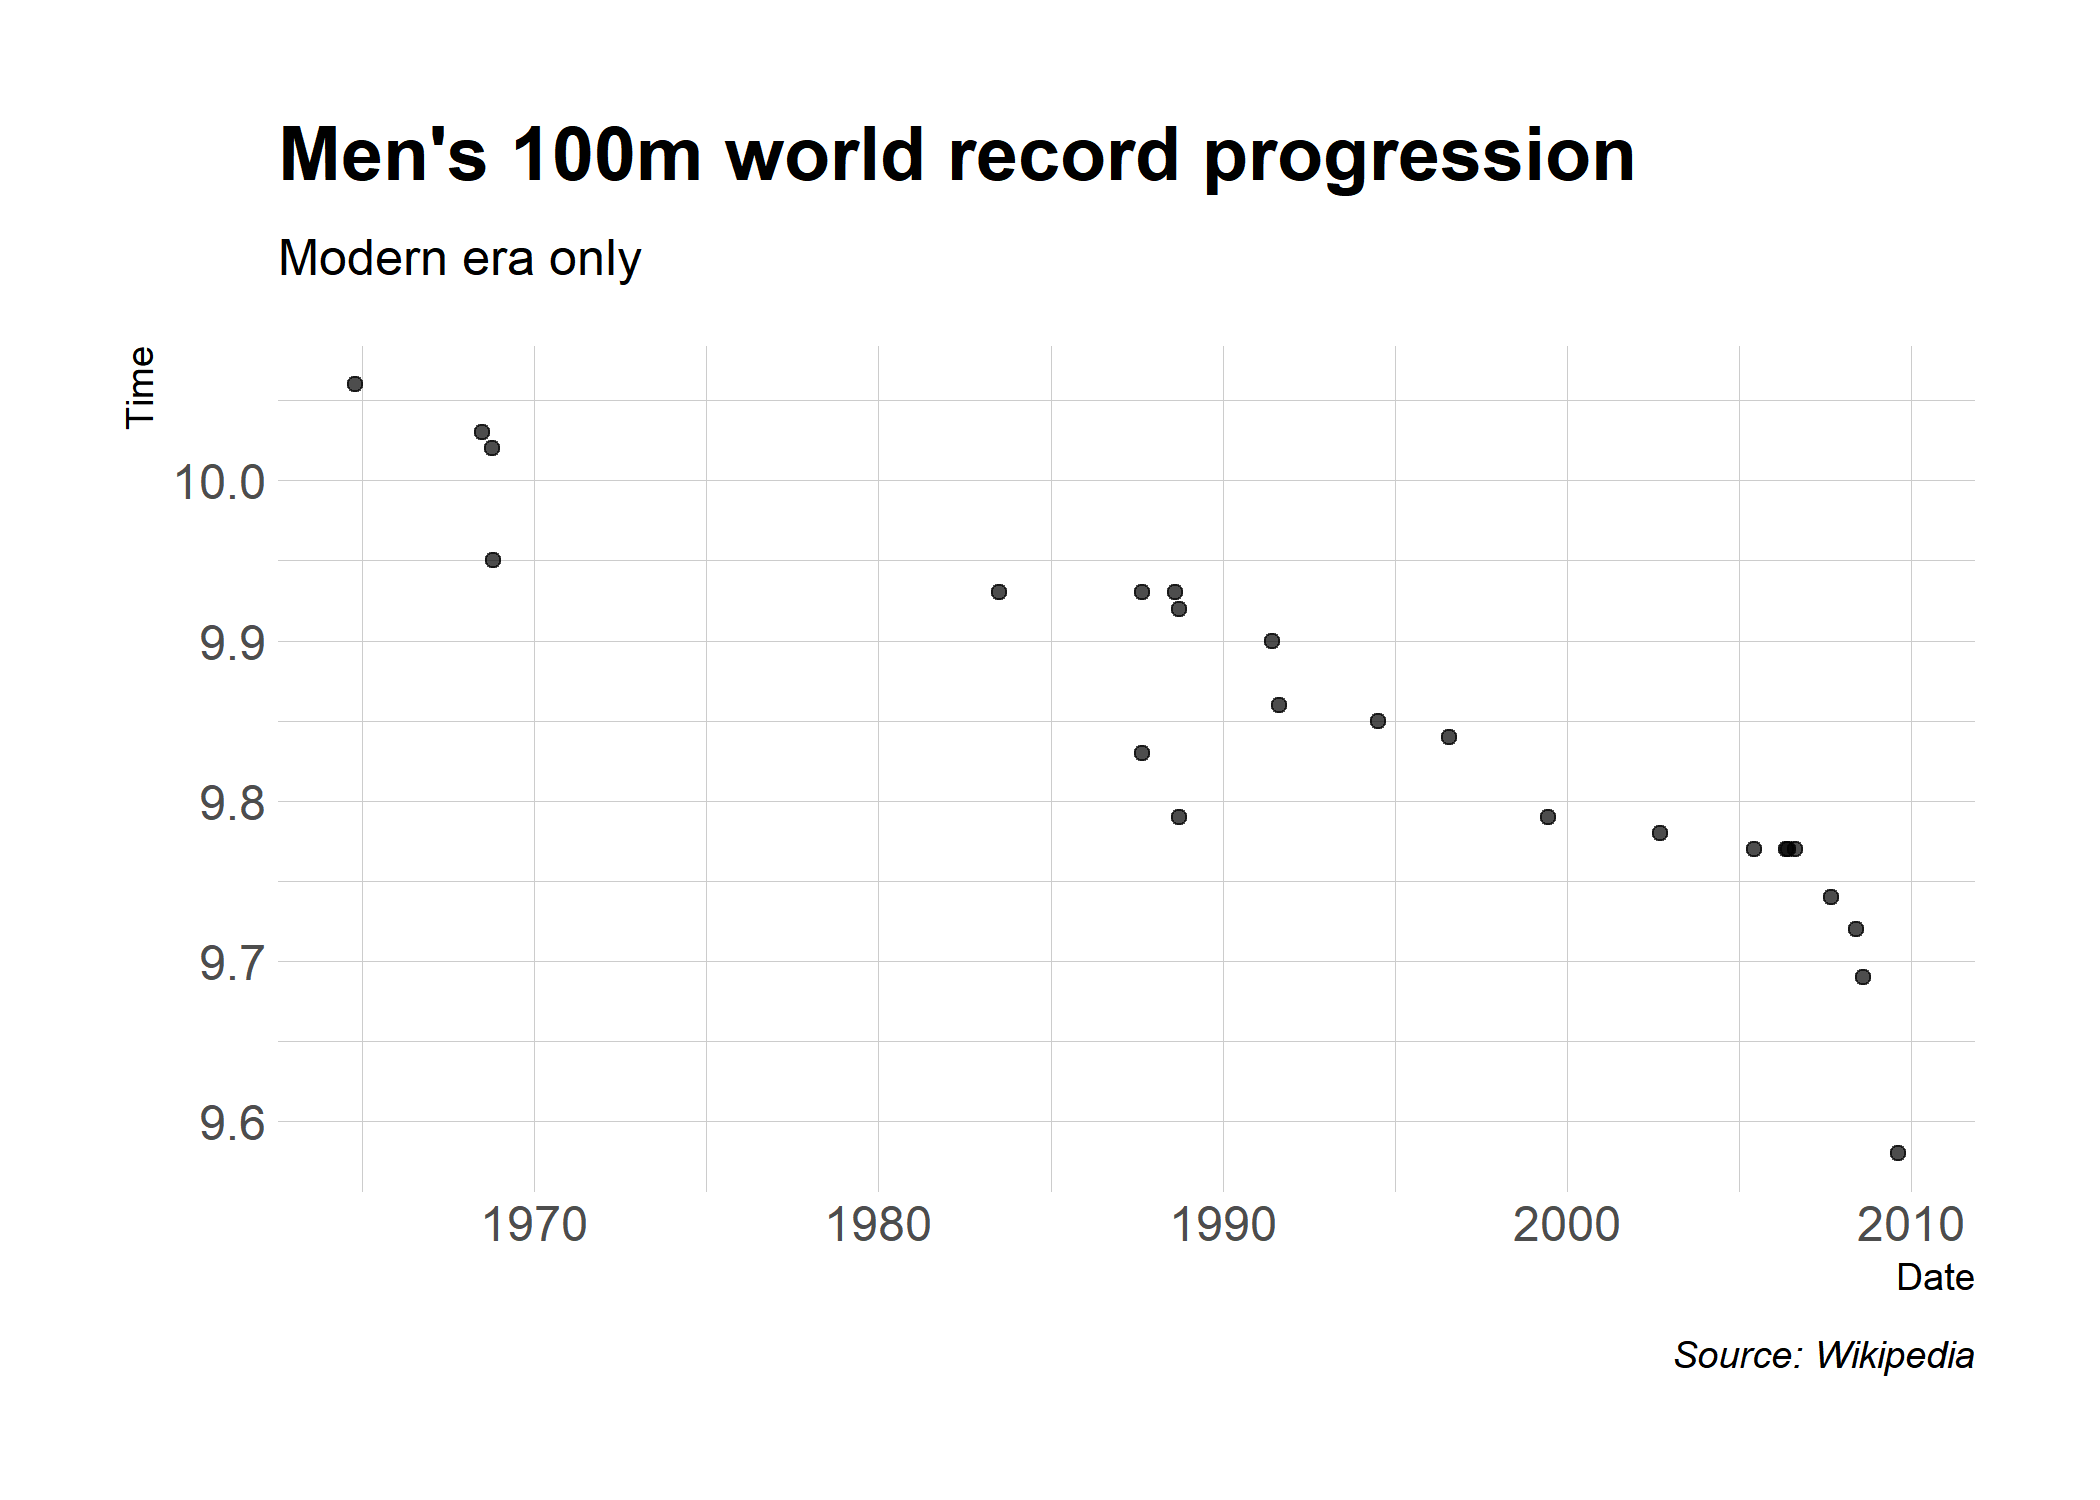 Men's 100m world record progression
Modern era only
Time
10.0
9.9
9.8
9.7
9.6
1970 1980 1990 2000 2010
Date
Source: Wikipedia